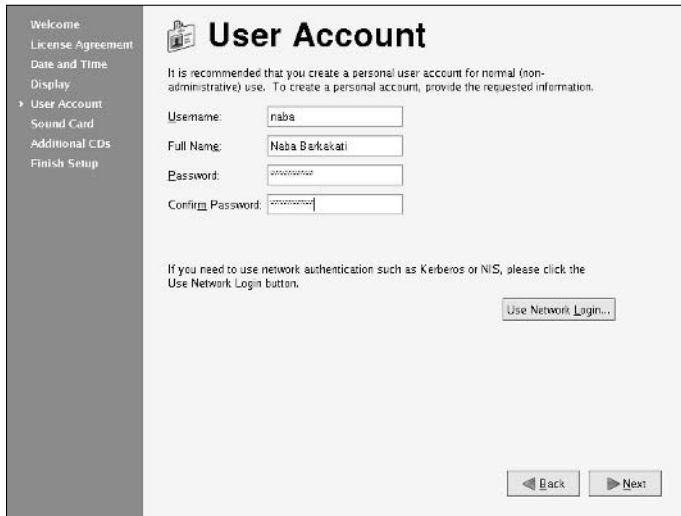 Welcome
License Agreement
Date and Time
Display
User Account
Sound Card
Additional CDs
Finish Setup
User Account
It is recommended that you create a personal user account for normal (non-
administrative) use. To create a personal account, provide the requested information.
Username: naba
Full Name: Naba Barkakati
Password: ************
Confirm Password: ************
If you need to use network authentication such as Kerberos or NIS, please click the
Use Network Login button.
Use Network Login...
Back Next